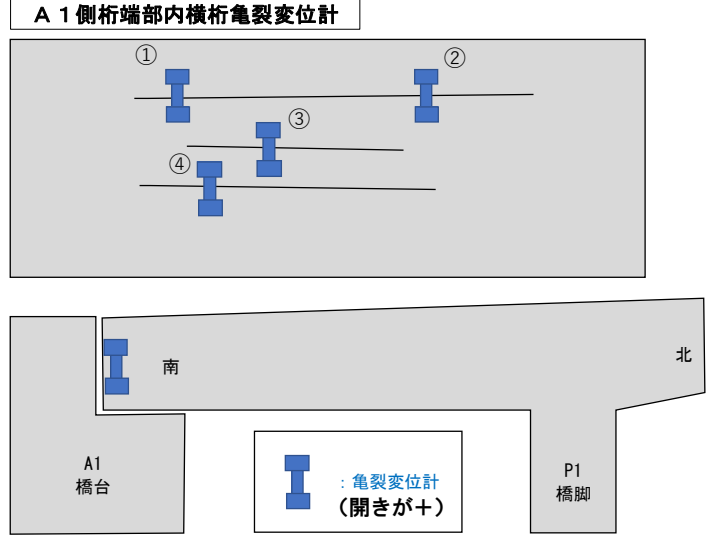 Ａ１側桁端部内横桁亀裂変位計
①
②
③
④
南
北
A1
橋台
：亀裂変位計
（開きが＋）
P1
橋脚